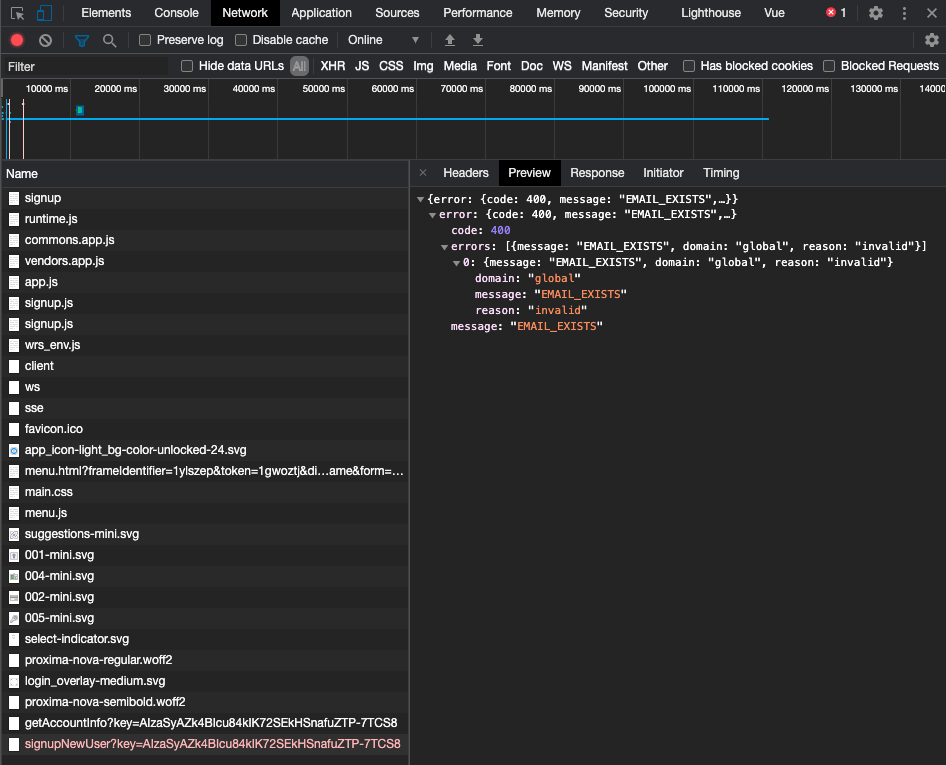 Elements Console Network Application Sources Performance Memory Security Lighthouse Vue 1
Preserve log Disable cache Online
Filter Hide data URLs All XHR JS CSS Img Media Font Doc WS Manifest Other Has blocked cookies Blocked Requests
10000 ms 20000 ms 30000 ms 40000 ms 50000 ms 60000 ms 70000 ms 80000 ms 90000 ms 100000 ms 110000 ms 120000 ms 130000 ms 1400
Name
signup
runtime.js
commons.app.js
vendors.app.js
app.js
signup.js
signup.js
wrs_env.js
client
ws
sse
favicon.ico
app_icon-light_bg-color-unlocked-24.svg
menu.html?frameIdentifier=1ylszep&token=1gwoztj&di…ame&form=…
main.css
menu.js
suggestions-mini.svg
001-mini.svg
004-mini.svg
002-mini.svg
005-mini.svg
select-indicator.svg
proxima-nova-regular.woff2
login_overlay-medium.svg
proxima-nova-semibold.woff2
getAccountInfo?key=AIzaSyAZk4BIcu84kIK72SEkHSnafuZTP-7TCS8
signupNewUser?key=AIzaSyAZk4BIcu84kIK72SEkHSnafuZTP-7TCS8
× Headers Preview Response Initiator Timing
{error: {code: 400, message: "EMAIL_EXISTS",…}}
error: {code: 400, message: "EMAIL_EXISTS",…}
code: 400
errors: [{message: "EMAIL_EXISTS", domain: "global", reason: "invalid"}]
0: {message: "EMAIL_EXISTS", domain: "global", reason: "invalid"}
domain: "global"
message: "EMAIL_EXISTS"
reason: "invalid"
message: "EMAIL_EXISTS"